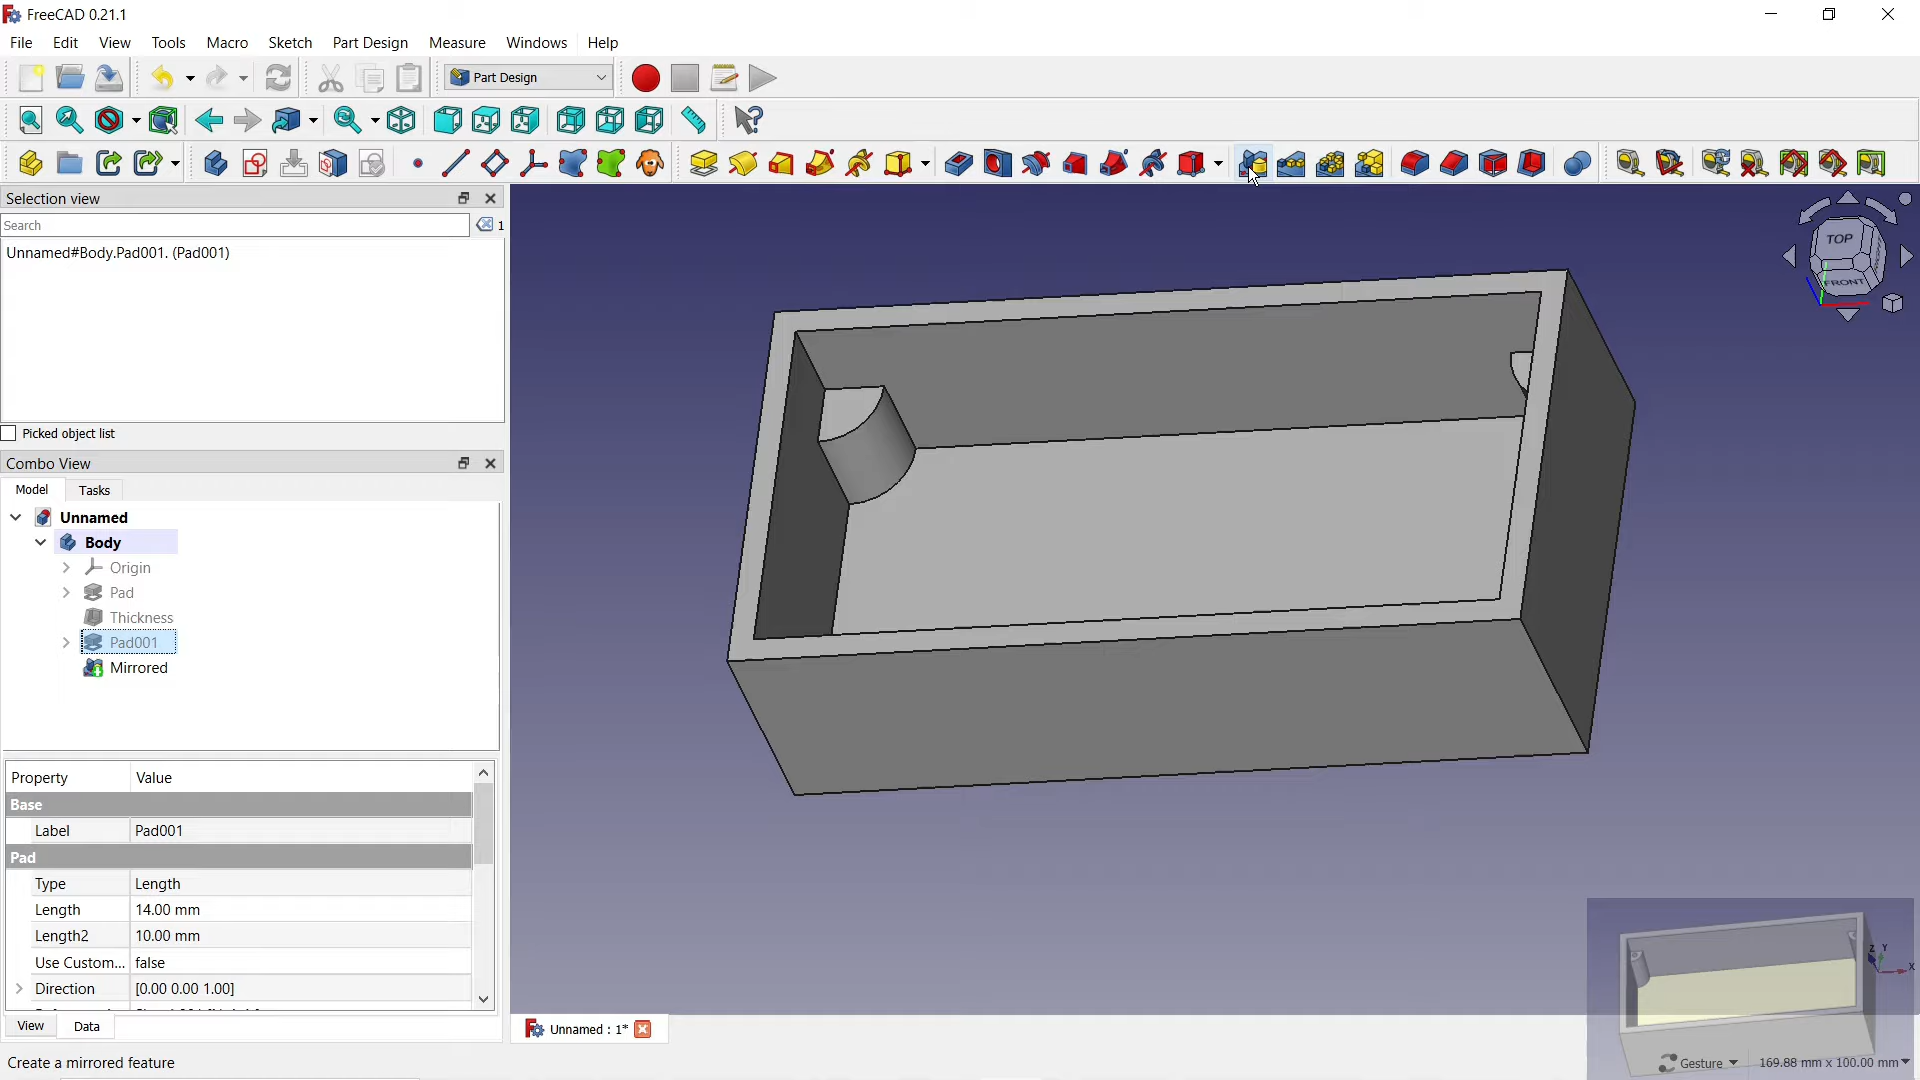 FreeCAD 0.21.1
File Edit View Tools Macro Sketch Part Design Measure Windows Help
Part Design
Selection view
Search
1
Unnamed#Body.Pad001. (Pad001)
Picked object list
Combo View
Model Tasks
Unnamed
Body
Origin
Pad
Thickness
Pad001
Mirrored
Property Value
Base
Label Pad001
Pad
Type Length
Length 14.00 mm
Length2 10.00 mm
Use Custom... false
Direction [0.00 0.00 1.00]
View Data
Create a mirrored feature
TOP
FRONT
Unnamed : 1*
Z Y
X
Gesture 169.88 mm x 100.00 mm